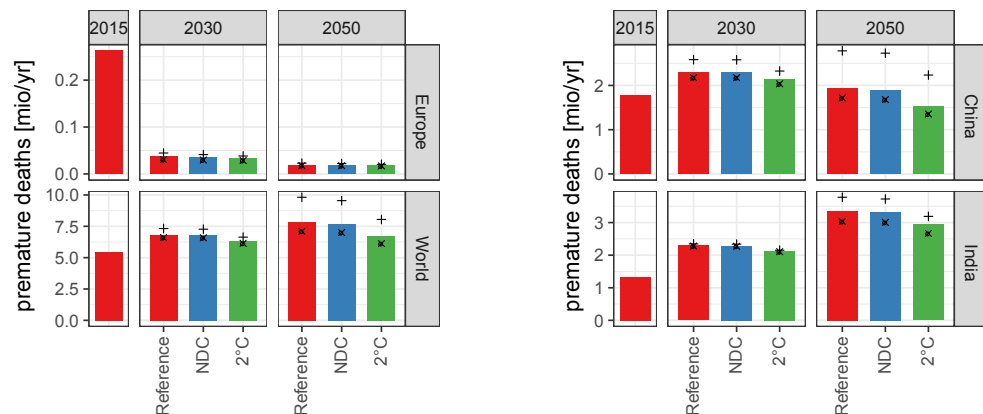 2015 2030 2050
premature deaths [mio/yr]
0.2
0.1
0.0
Europe
10.0
7.5
5.0
2.5
0.0
World
Reference NDC 2°C Reference NDC 2°C
2015 2030 2050
premature deaths [mio/yr]
2
1
0
China
3
2
1
0
India
Reference NDC 2°C Reference NDC 2°C